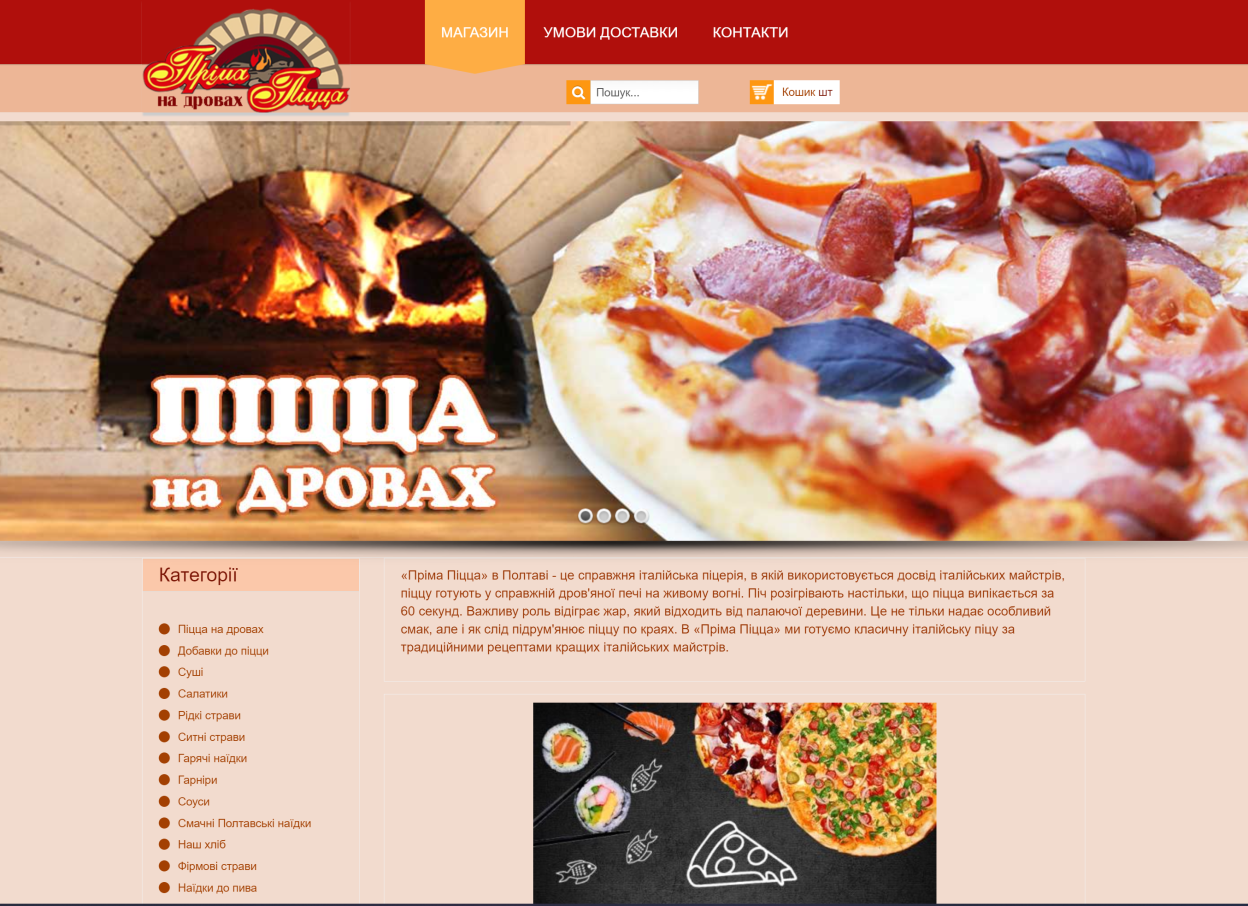 Пріма
на дровах Піцца
МАГАЗИН
УМОВИ ДОСТАВКИ
КОНТАКТИ
Пошук...
Кошик шт
ПІЦЦА
на ДРОВАХ
Категорії
Піцца на дровах
Добавки до піцци
Суші
Салатики
Рідкі страви
Ситні страви
Гарячі наїдки
Гарніри
Соуси
Смачні Полтавські наїдки
Наш хліб
Фірмові страви
Наїдки до пива
«Пріма Піцца» в Полтаві - це справжня італійська піцерія, в якій використовується досвід італійських майстрів,
піццу готують у справжній дров'яної печі на живому вогні. Піч розігрівають настільки, що піцца випікається за
60 секунд. Важливу роль відіграє жар, який відходить від палаючої деревини. Це не тільки надає особливий
смак, але і як слід підрум'янює піццу по краях. В «Пріма Піцца» ми готуємо класичну італійську піцу за
традиційними рецептами кращих італійських майстрів.